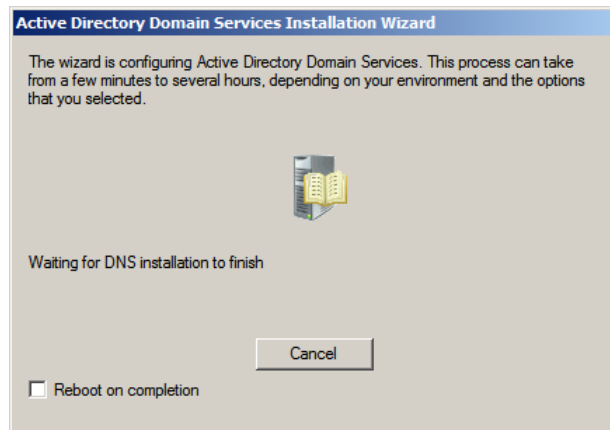 Active Directory Domain Services Installation Wizard
The wizard is configuring Active Directory Domain Services. This process can take
from a few minutes to several hours, depending on your environment and the options
that you selected.
Waiting for DNS installation to finish
Cancel
Reboot on completion